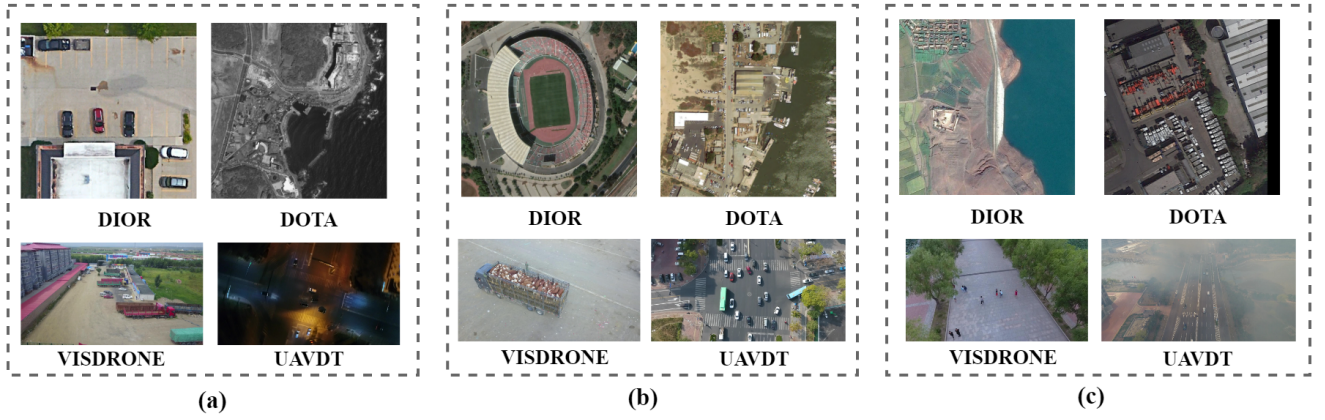 DIOR DOTA
VISDRONE UAVDT
(a)
DIOR DOTA
VISDRONE UAVDT
(b)
DIOR DOTA
VISDRONE UAVDT
(c)